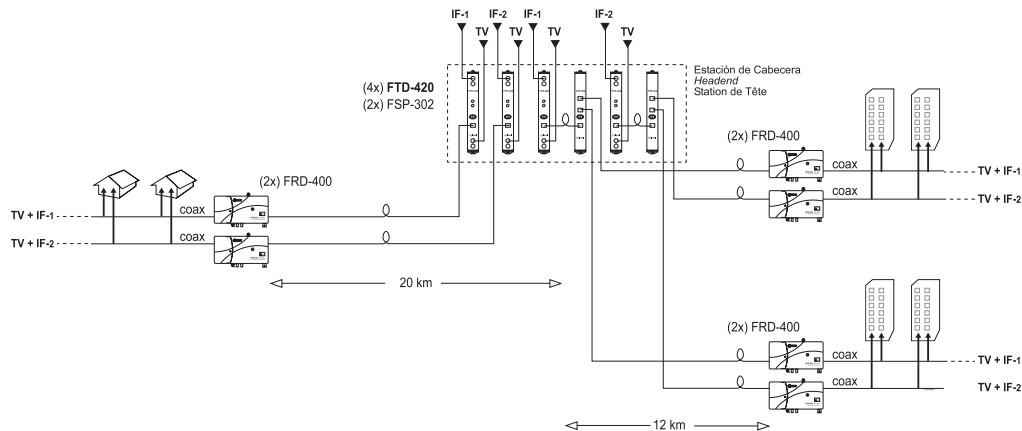 IF-1 IF-2 IF-1 IF-2
TV TV TV TV
(4x) FTD-420
(2x) FSP-302
Estación de Cabecera
Headend
Station de Tête
(2x) FRD-400
coax
TV + IF-1
coax
TV + IF-2
(2x) FRD-400
TV + IF-1
coax
TV + IF-2
coax
20 km
(2x) FRD-400
coax
TV + IF-1
coax
TV + IF-2
12 km